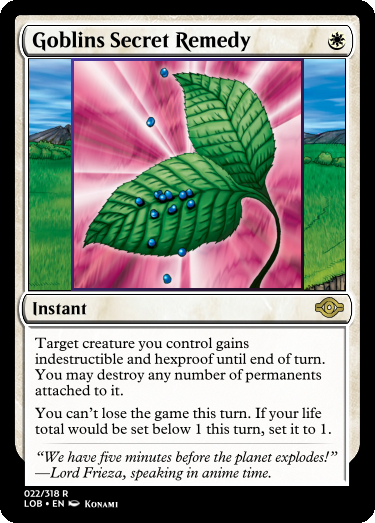 Goblins Secret Remedy
Instant
Target creature you control gains
indestructible and hexproof until end of turn.
You may destroy any number of permanents
attached to it.
You can't lose the game this turn. If your life
total would be set below 1 this turn, set it to 1.
“We have five minutes before the planet explodes!”
—Lord Frieza, speaking in anime time.
022/318 R
LOB • EN Konami